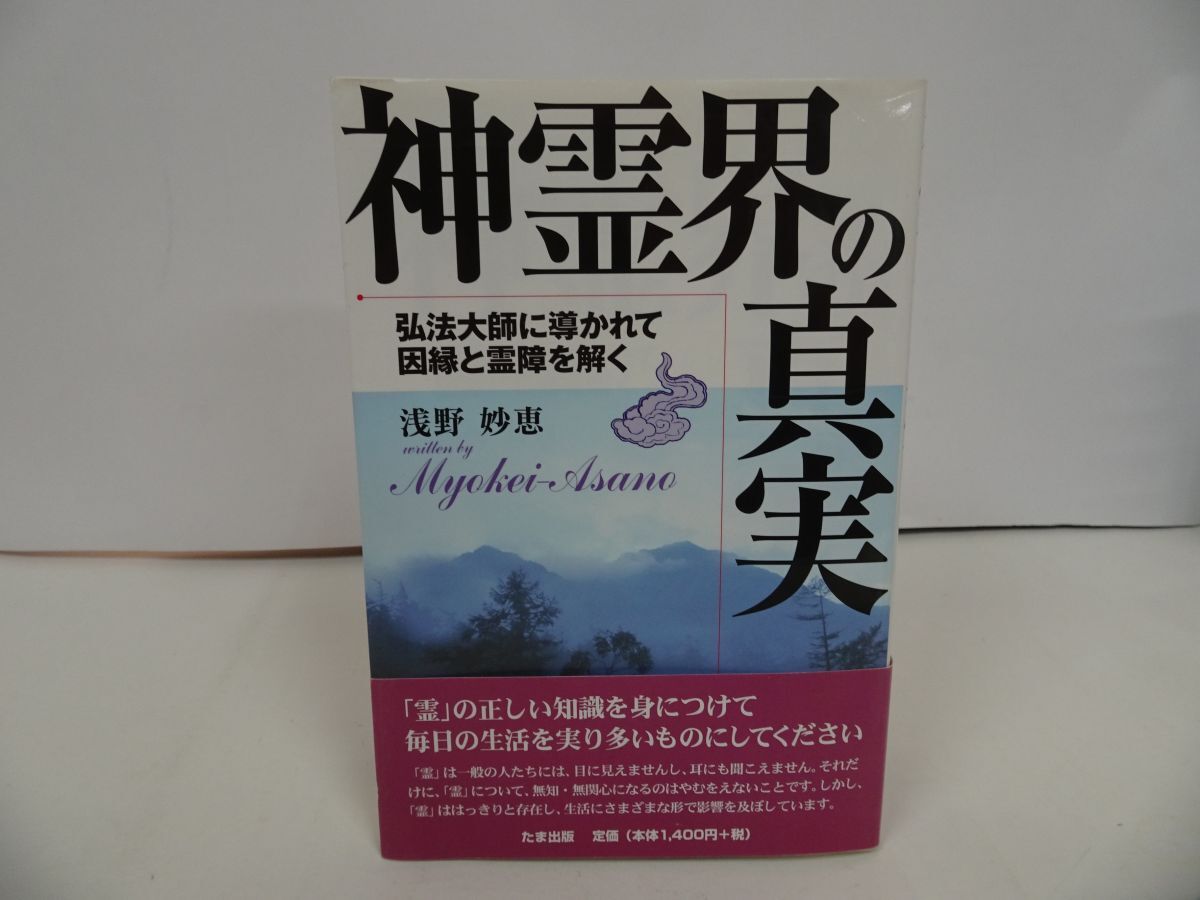 神霊界の
真実
弘法大師に導かれて
因縁と霊障を解く
浅野 妙恵
written by
Myokei-Asano
「霊」の正しい知識を身につけて
毎日の生活を実り多いものにしてください
「霊」は一般の人たちには、目に見えませんし、耳にも聞こえません。それだ
けに、「霊」について、無知・無関心になるのはやむをえないことです。しかし、
「霊」ははっきりと存在し、生活にさまざまな形で影響を及ぼしています。
たま出版 定価(本体1,400円+税)